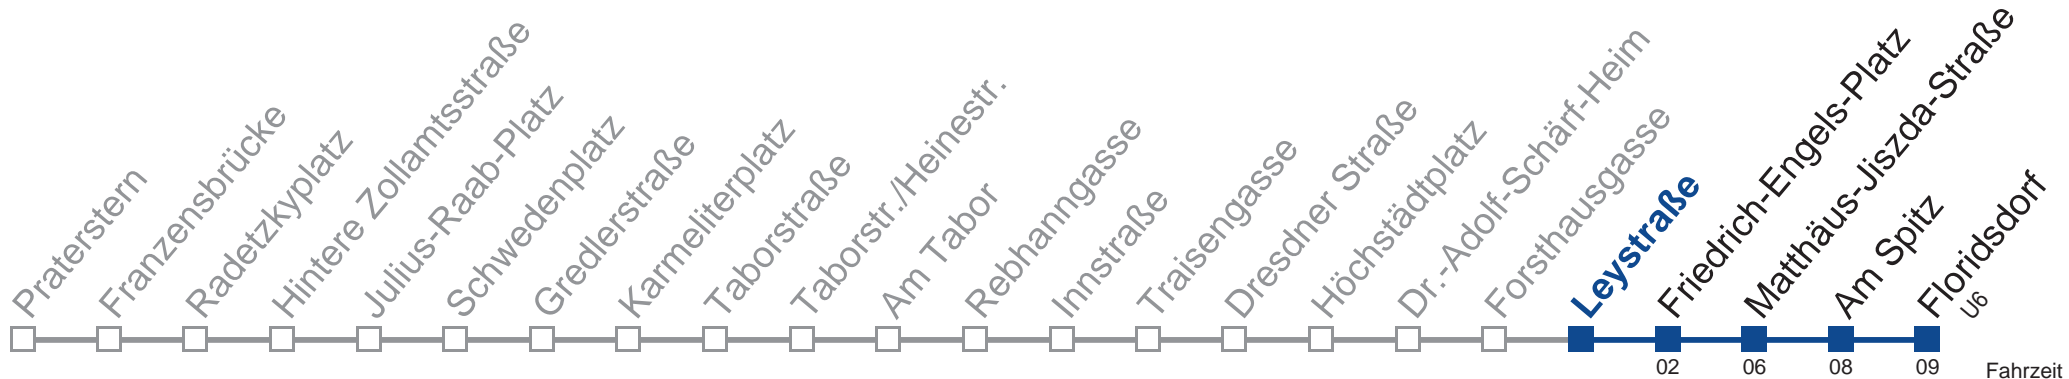 Praterstern
Franzensbrücke
Radetzkyplatz
Hintere Zollamtsstraße
Julius-Raab-Platz
Schwedenplatz
Gredlerstraße
Karmeliterplatz
Taborstraße
Taborstr./Heinestr.
Am Tabor
Rebhanngasse
Innstraße
Traisengasse
Dresdner Straße
Höchstädtplatz
Dr.-Adolf-Schärf-Heim
Forsthausgasse
Leystraße
Friedrich-Engels-Platz
Matthäus-Jiszda-Straße
Am Spitz
Floridsdorf
U6
02 06 08 09 Fahrzeit